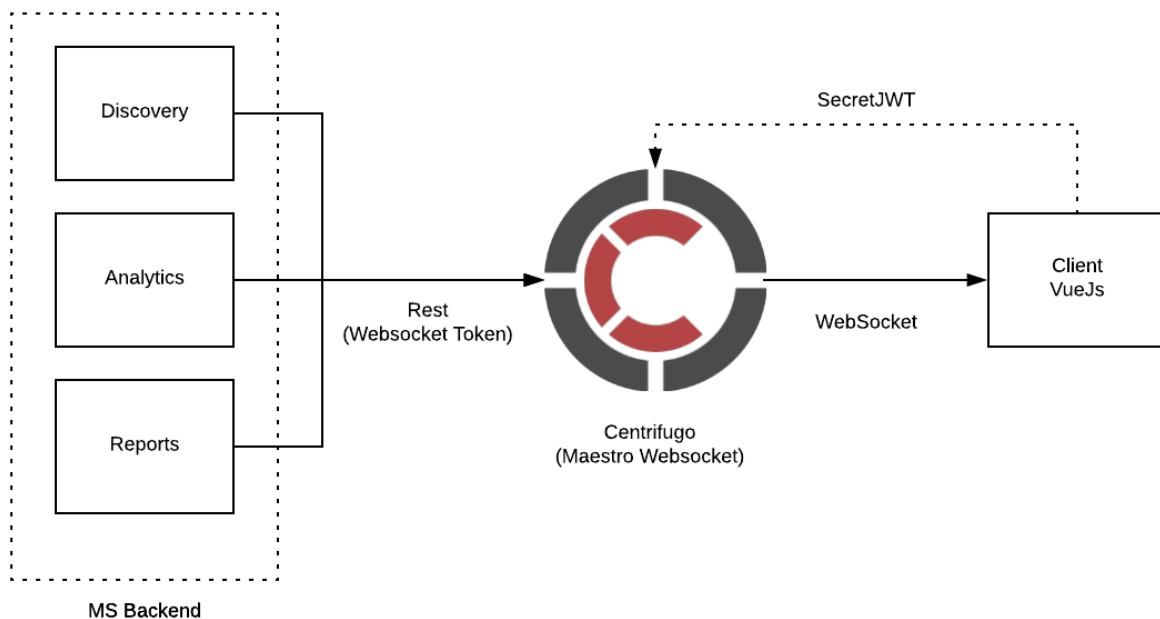 Discovery
Analytics
Reports
MS Backend
Rest
(Websocket Token)
Centrifugo
(Maestro Websocket)
SecretJWT
WebSocket
Client
VueJs